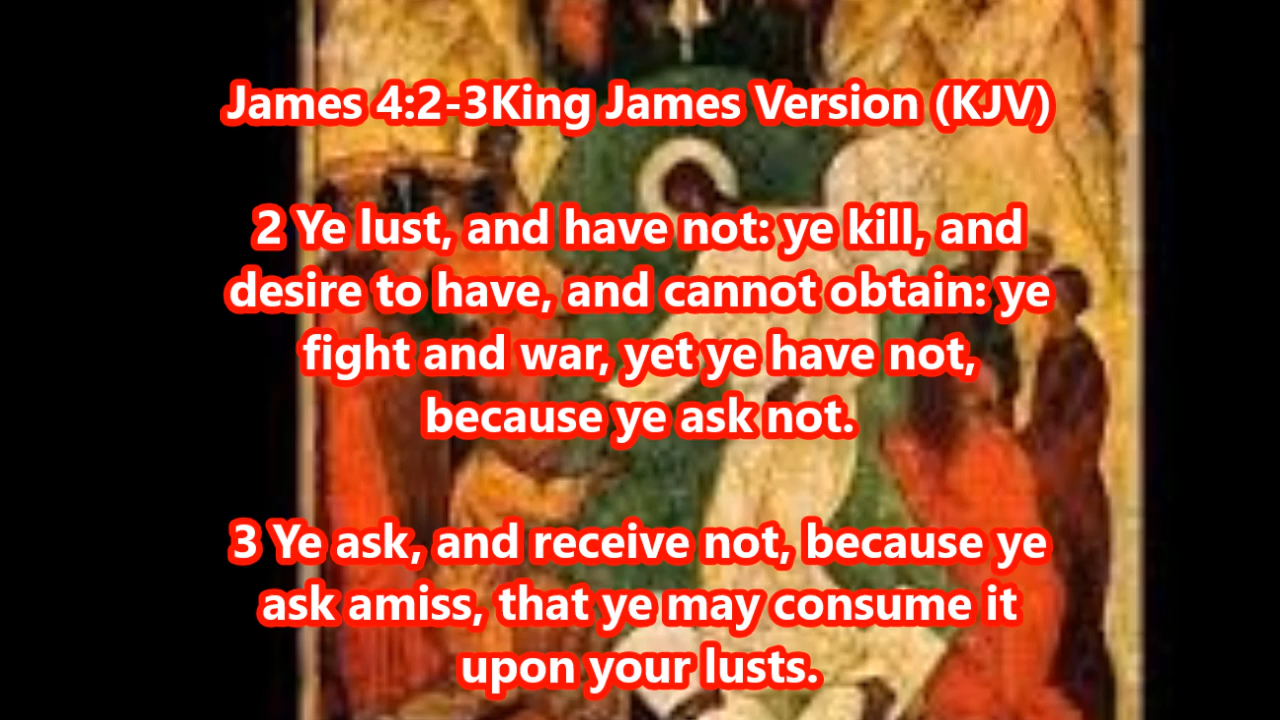 James 4:2-3King James Version (KJV)
2 Ye lust, and have not: ye kill, and
desire to have, and cannot obtain: ye
fight and war, yet ye have not,
because ye ask not.
3 Ye ask, and receive not, because ye
ask amiss, that ye may consume it
upon your lusts.